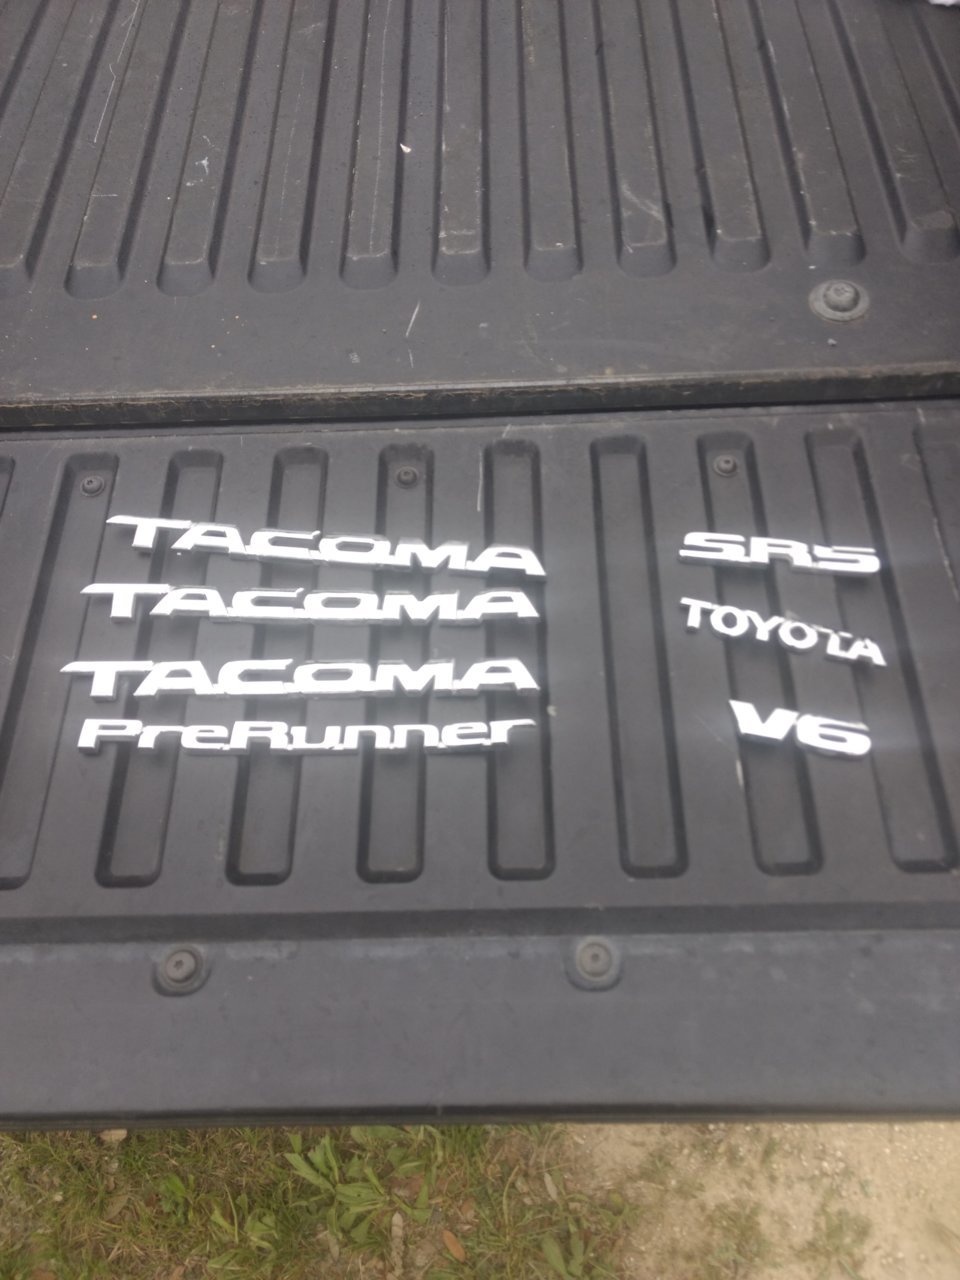 TACOMA
TACOMA
TACOMA
PreRunner
SR5
TOYOTA
V6